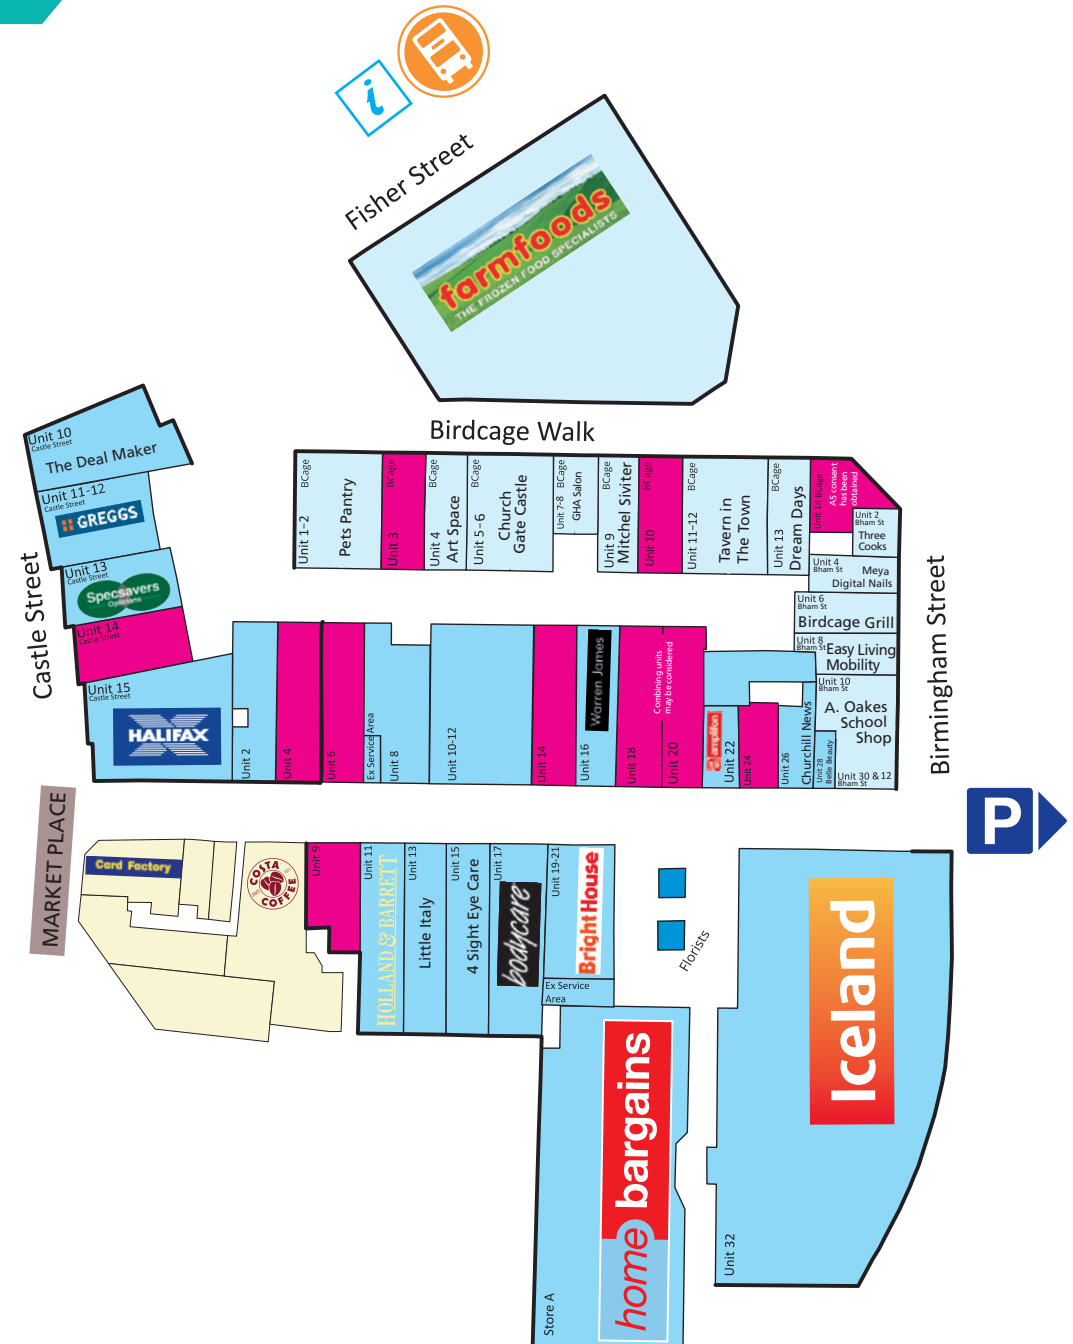 i
Fisher Street
farmfoods
THE FROZEN FOOD SPECIALISTS
Birdcage Walk
Unit 10
Castle Street
The Deal Maker
Unit 11-12
Castle Street
GREGGS
Unit 13
Castle Street
Specsavers
Opticians
Unit 14
Castle Street
Unit 15
Castle Street
HALIFAX
Castle Street
Unit 1-2 BCage
Pets Pantry
Unit 3 BCage
Unit 4 BCage
Art Space
Unit 5-6 BCage
Church
Gate Castle
Unit 7-8 BCage
GHA Salon
Unit 9 BCage
Mitchel Siviter
Unit 10 BCage
Unit 11-12 BCage
Tavern in
The Town
Unit 13 BCage
Dream Days
Unit 14 BCage
A5 consent
has been
obtained
Unit 2
Bham St
Three
Cooks
Unit 4
Bham St
Meya
Digital Nails
Unit 6
Bham St
Birdcage Grill
Unit 8
Bham St
Easy Living
Mobility
Unit 10
Bham St
A. Oakes
School
Shop
Unit 30 & 12
Bham St
Birmingham Street
Unit 2
Unit 4
Unit 6
Ex Service Area
Unit 8
Unit 10-12
Unit 14
Unit 16
Warren James
Unit 18
Combining units
may be considered
Unit 20
amplifon
Unit 22
Unit 24
Unit 26
Churchill News
Unit 28
Belle Beauty
P
MARKET PLACE
Card Factory
COSTA
COFFEE
Unit 9
Unit 11
HOLLAND & BARRETT
Unit 13
Little Italy
Unit 15
4 Sight Eye Care
Unit 17
bodycare
Unit 19-21
BrightHouse
Ex Service
Area
Florists
Store A
home bargains
Unit 32
Iceland